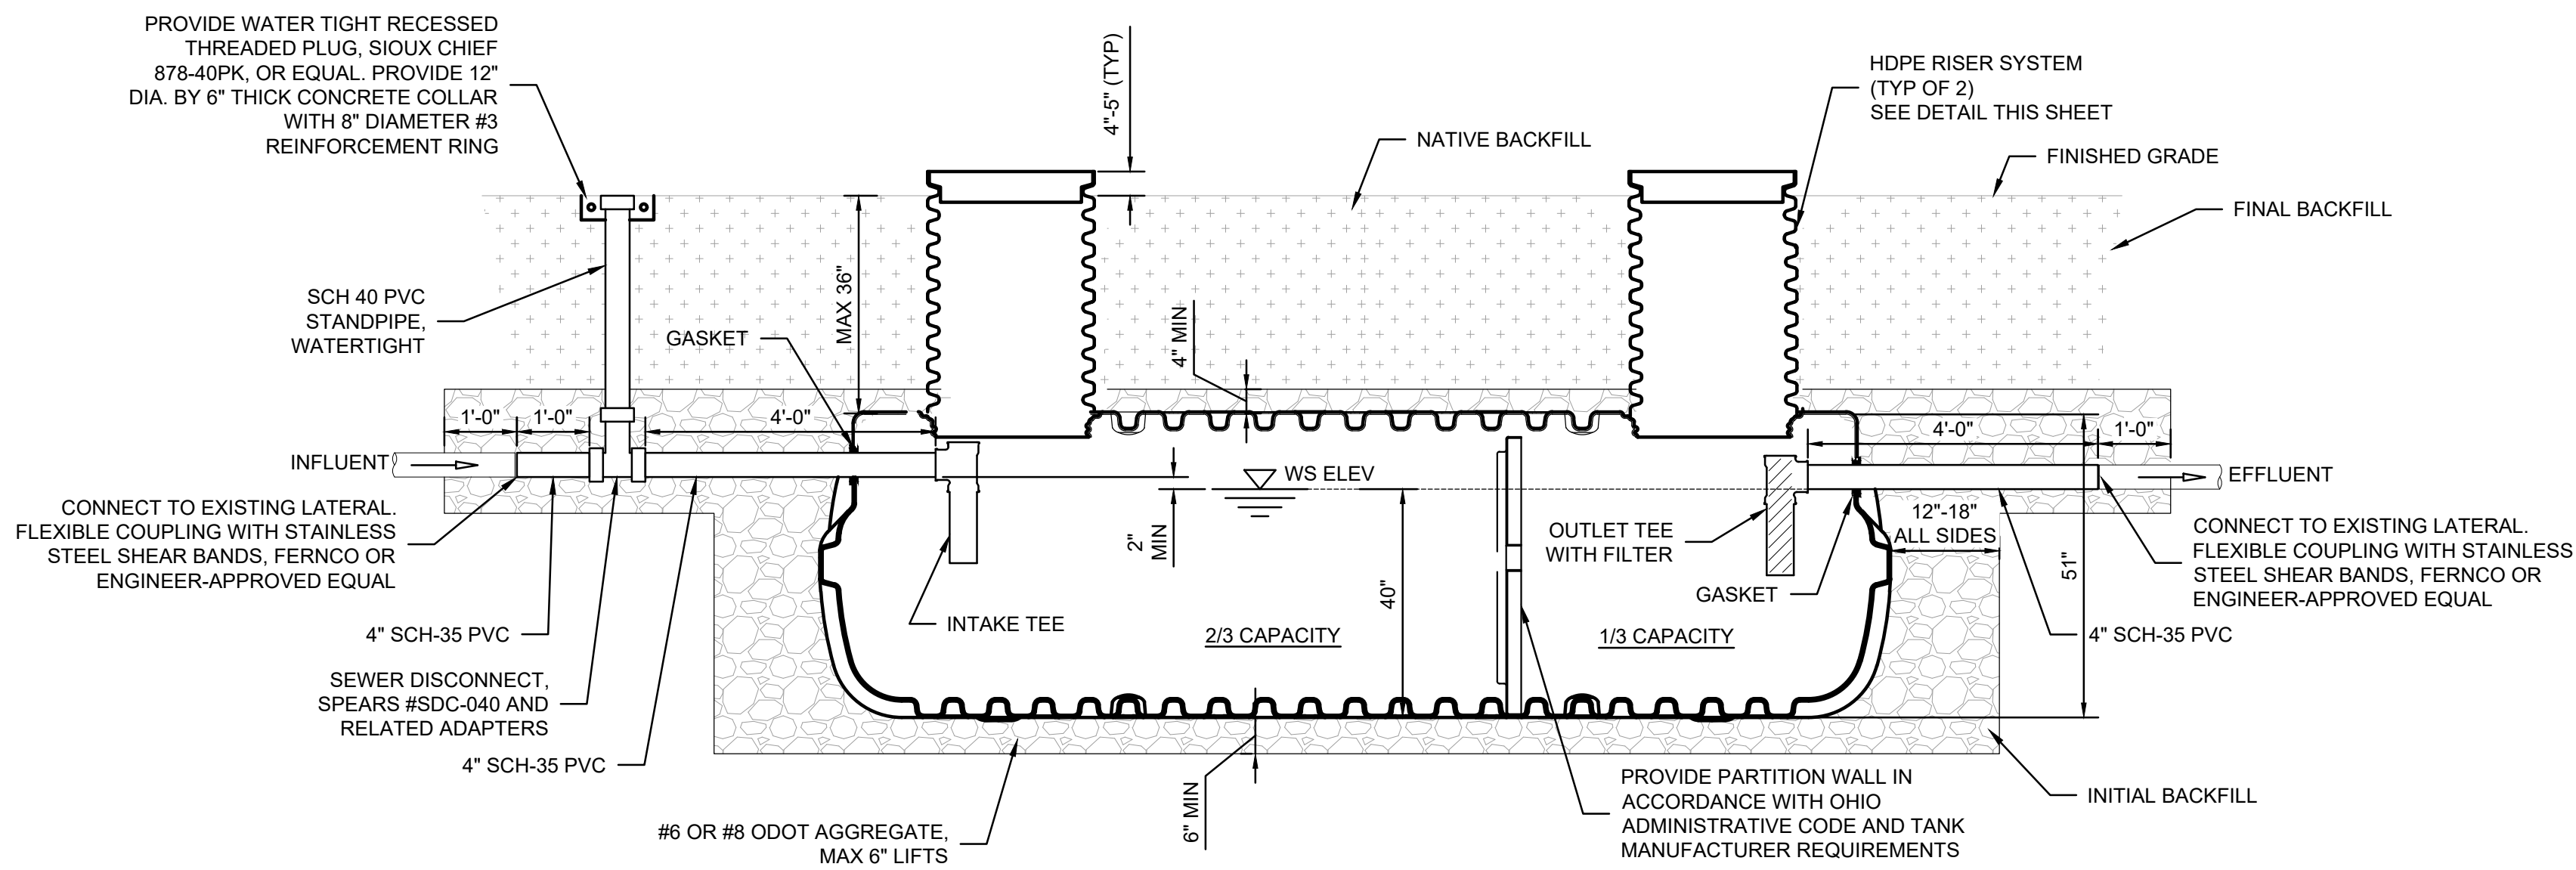 PROVIDE WATER TIGHT RECESSED
THREADED PLUG, SIOUX CHIEF
878-40PK, OR EQUAL. PROVIDE 12"
DIA. BY 6" THICK CONCRETE COLLAR
WITH 8" DIAMETER #3
REINFORCEMENT RING
4"-5" (TYP)
HDPE RISER SYSTEM
(TYP OF 2)
SEE DETAIL THIS SHEET
NATIVE BACKFILL
FINISHED GRADE
FINAL BACKFILL
SCH 40 PVC
STANDPIPE,
WATERTIGHT
MAX 36"
GASKET
4" MIN
1'-0"
1'-0"
4'-0"
4'-0"
1'-0"
INFLUENT
WS ELEV
EFFLUENT
CONNECT TO EXISTING LATERAL.
FLEXIBLE COUPLING WITH STAINLESS
STEEL SHEAR BANDS, FERNCO OR
ENGINEER-APPROVED EQUAL
2"
MIN
OUTLET TEE
WITH FILTER
12"-18"
ALL SIDES
CONNECT TO EXISTING LATERAL.
FLEXIBLE COUPLING WITH STAINLESS
STEEL SHEAR BANDS, FERNCO OR
ENGINEER-APPROVED EQUAL
51"
40"
GASKET
INTAKE TEE
4" SCH-35 PVC
2/3 CAPACITY
1/3 CAPACITY
4" SCH-35 PVC
SEWER DISCONNECT,
SPEARS #SDC-040 AND
RELATED ADAPTERS
4" SCH-35 PVC
6" MIN
PROVIDE PARTITION WALL IN
ACCORDANCE WITH OHIO
ADMINISTRATIVE CODE AND TANK
MANUFACTURER REQUIREMENTS
INITIAL BACKFILL
#6 OR #8 ODOT AGGREGATE,
MAX 6" LIFTS